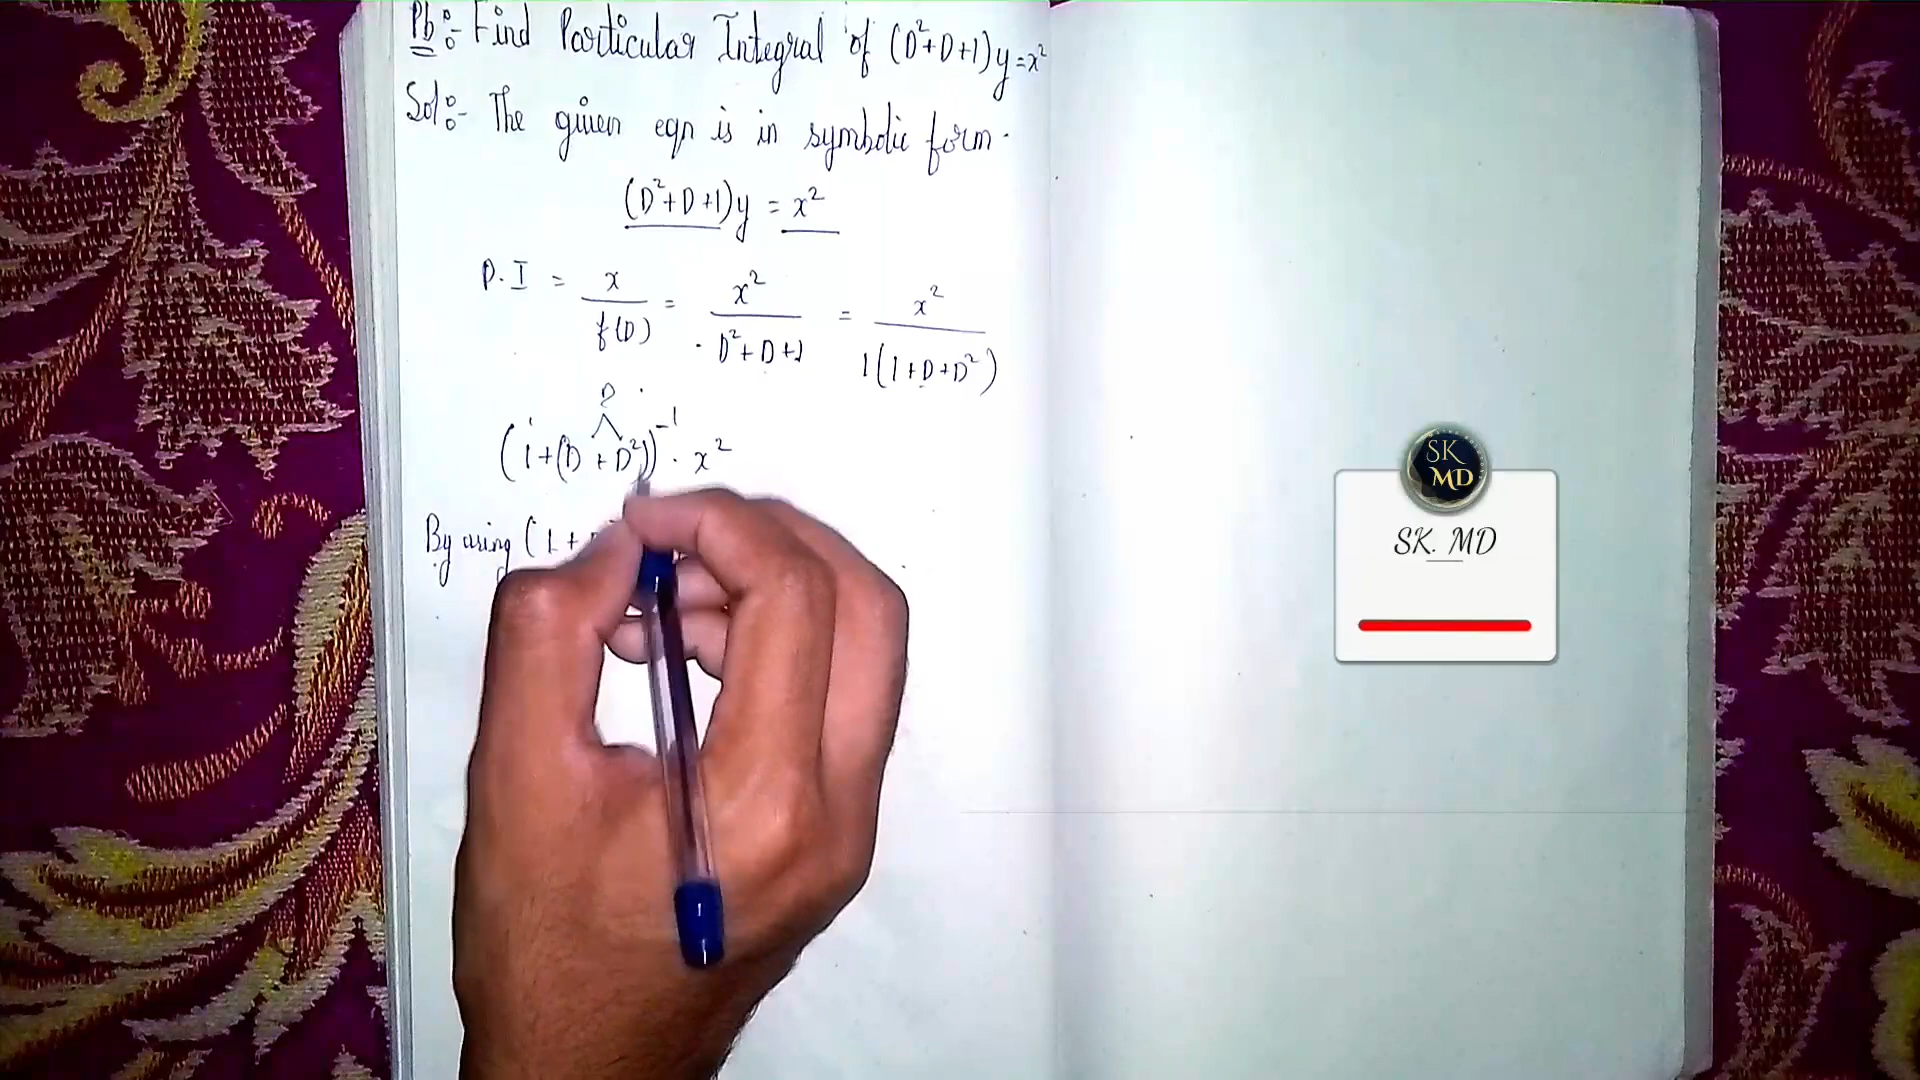 Pb:- Find Particular Integral of (D²+D+1)y=x²
Sol:- The given eqn is in symbolic form.
(D²+D+1)y = x²
P.I = x/f(D) = x²/D²+D+1 = x²/1(1+D+D²)
D
(1+(D+D²))⁻¹ · x²
By using (1+
SK
MD
SK. MD